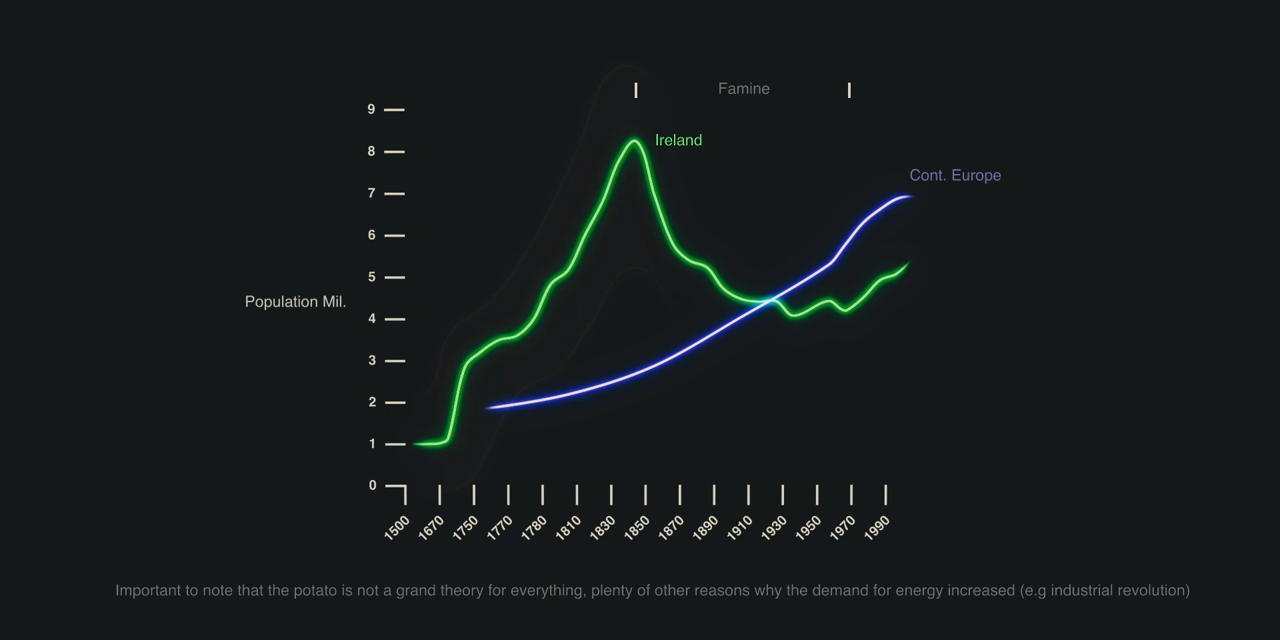 Famine
9
Ireland
8
Cont. Europe
7
6
5
Population Mil.
4
3
2
1
0
1500 1670 1750 1770 1780 1810 1830 1850 1870 1890 1910 1930 1950 1970 1990
Important to note that the potato is not a grand theory for everything, plenty of other reasons why the demand for energy increased (e.g industrial revolution)